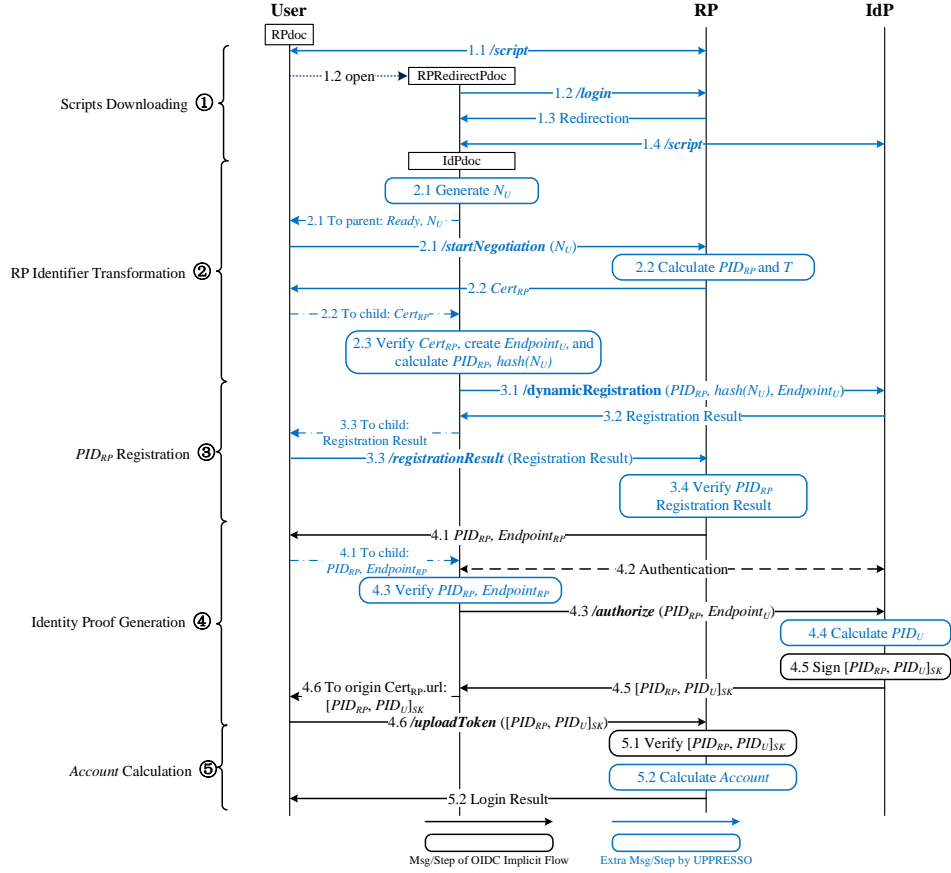 User RP IdP
RPdoc
1.1 /script
1.2 open
RPRedirectPdoc
1.2 /login
Scripts Downloading ①
1.3 Redirection
1.4 /script
IdPdoc
2.1 Generate N_U
2.1 To parent: Ready, N_U
2.1 /startNegotiation (N_U)
RP Identifier Transformation ②
2.2 Calculate PID_RP and T
2.2 Cert_RP
2.2 To child: Cert_RP
2.3 Verify Cert_RP, create Endpoint_U, and
calculate PID_RP, hash(N_U)
3.1 /dynamicRegistration (PID_RP, hash(N_U), Endpoint_U)
3.2 Registration Result
3.3 To child:
Registration Result
PID_RP Registration ③
3.3 /registrationResult (Registration Result)
3.4 Verify PID_RP
Registration Result
4.1 PID_RP, Endpoint_RP
4.1 To child:
PID_RP, Endpoint_RP
4.2 Authentication
4.3 Verify PID_RP, Endpoint_RP
4.3 /authorize (PID_RP, Endpoint_U)
Identity Proof Generation ④
4.4 Calculate PID_U
4.5 Sign [PID_RP, PID_U]_SK
4.6 To origin Cert_RP.url:
[PID_RP, PID_U]_SK
4.5 [PID_RP, PID_U]_SK
4.6 /uploadToken ([PID_RP, PID_U]_SK)
5.1 Verify [PID_RP, PID_U]_SK
Account Calculation ⑤
5.2 Calculate Account
5.2 Login Result
Msg/Step of OIDC Implicit Flow
Extra Msg/Step by UPPRESSO